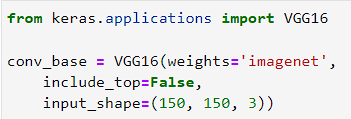 from keras.applications import VGG16
conv_base = VGG16(weights='imagenet',
include_top=False,
input_shape=(150, 150, 3))